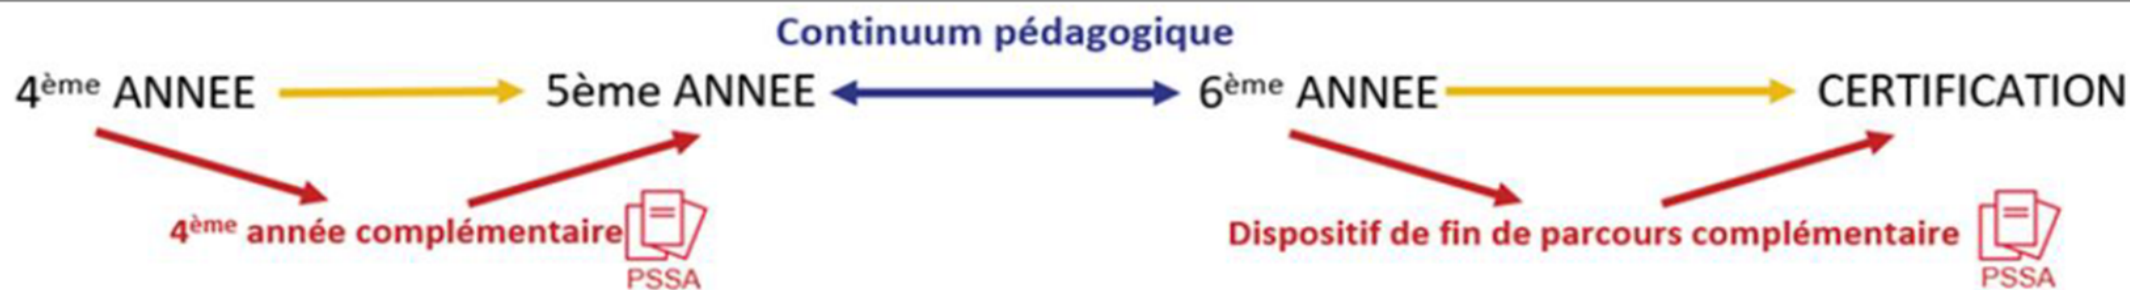 Continuum pédagogique
4ème ANNEE 5ème ANNEE 6ème ANNEE CERTIFICATION
4ème année complémentaire Dispositif de fin de parcours complémentaire
PSSA PSSA